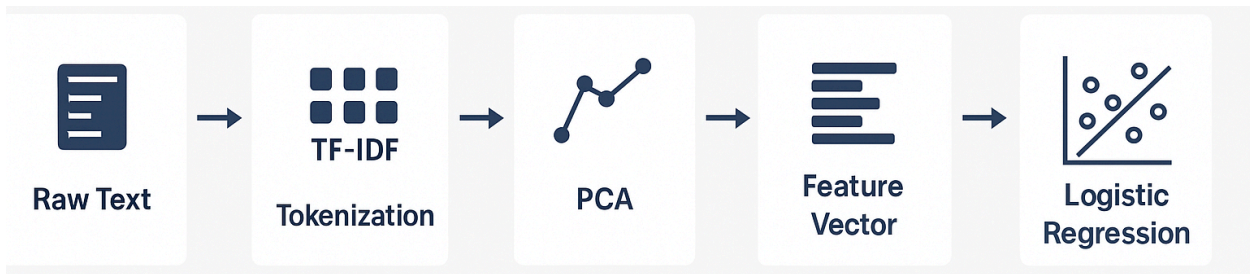 Raw Text
TF-IDF
Tokenization
PCA
Feature
Vector
Logistic
Regression